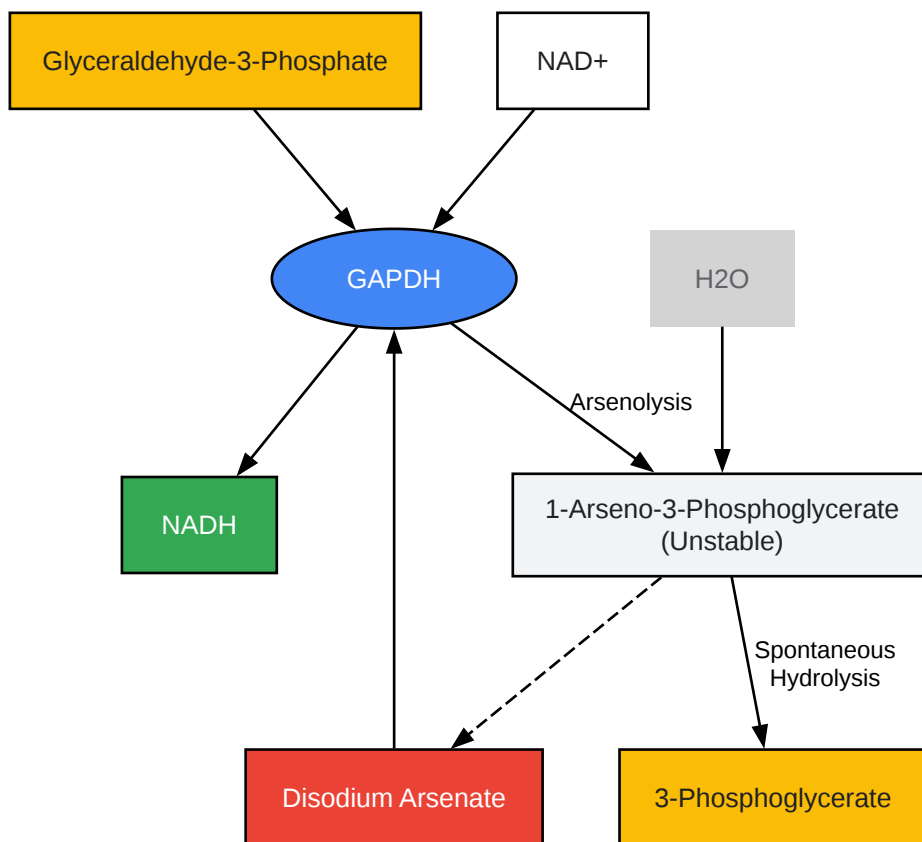 Glyceraldehyde-3-Phosphate
NAD+
GAPDH
H2O
Arsenolysis
NADH
1-Arseno-3-Phosphoglycerate
(Unstable)
Spontaneous
Hydrolysis
Disodium Arsenate
3-Phosphoglycerate